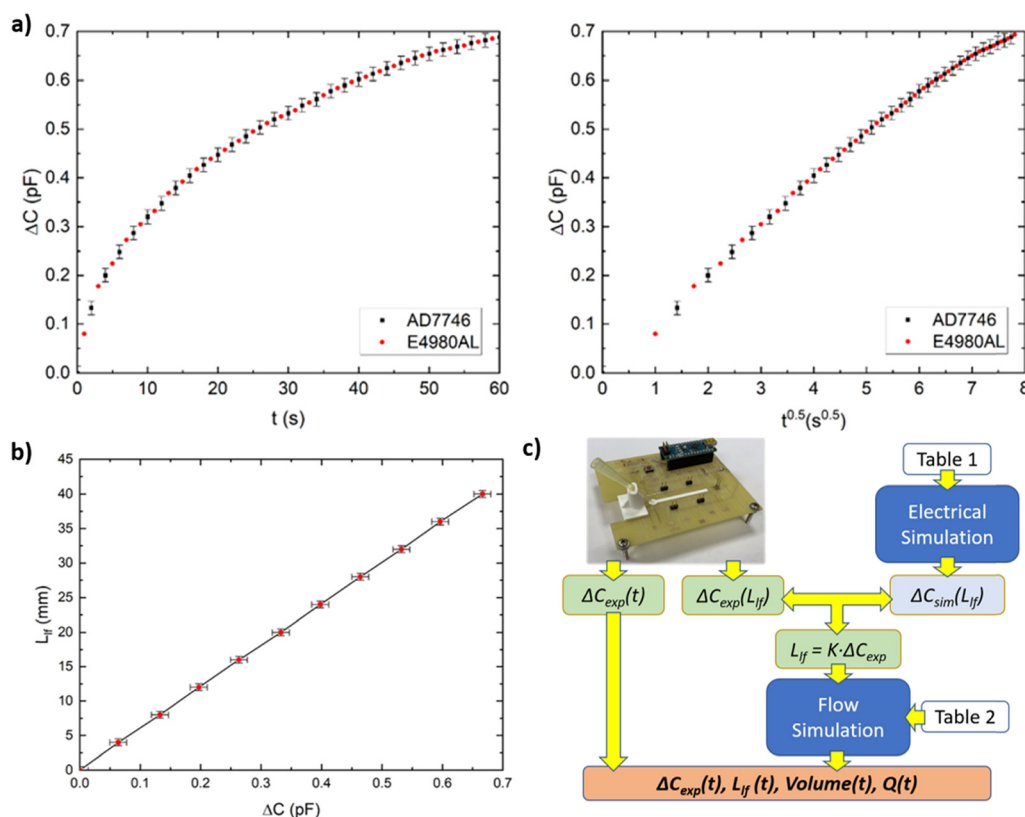 a)
0.7
0.6
0.5
0.4
0.3
0.2
0.1
0.0
ΔC (pF)
0 10 20 30 40 50 60
t (s)
AD7746
E4980AL
0.7
0.6
0.5
0.4
0.3
0.2
0.1
0.0
ΔC (pF)
0 1 2 3 4 5 6 7 8
t^0.5(s^0.5)
AD7746
E4980AL
b)
45
40
35
30
25
20
15
10
5
0
L_lf (mm)
0.0 0.1 0.2 0.3 0.4 0.5 0.6 0.7
ΔC (pF)
c)
Table 1
Electrical
Simulation
ΔC_exp(t)
ΔC_exp(L_lf)
ΔC_sim(L_lf)
L_lf = K·ΔC_exp
Flow
Simulation
Table 2
ΔC_exp(t), L_lf (t), Volume(t), Q(t)